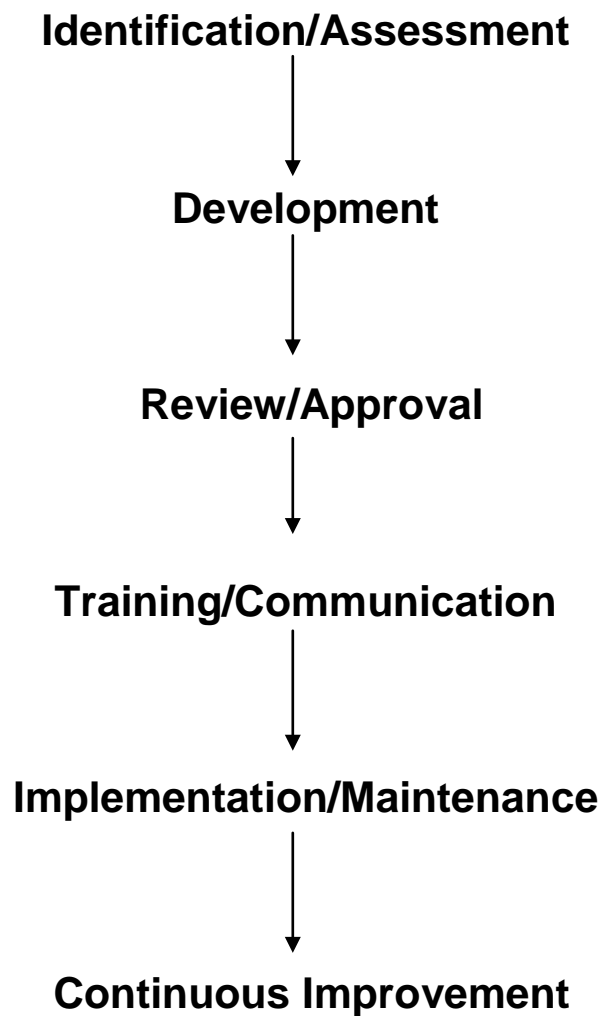 Identification/Assessment
Development
Review/Approval
Training/Communication
Implementation/Maintenance
Continuous Improvement